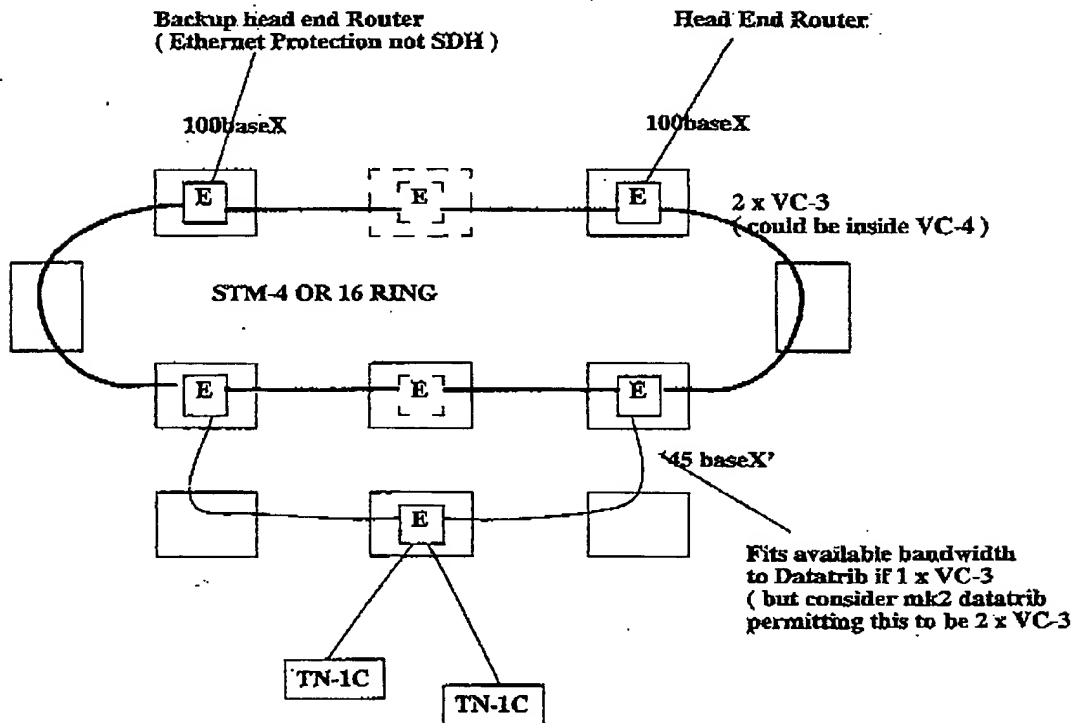 Backup head end Router
( Ethernet Protection not SDH )
Head End Router
100baseX
100baseX
E
E
E
2 x VC-3
( could be inside VC-4 )
STM-4 OR 16 RING
E
E
E
'45 baseX'
E
Fits available bandwidth
to Datatrib if 1 x VC-3
( but consider mk2 datatrib
permitting this to be 2 x VC-3
TN-1C
TN-1C